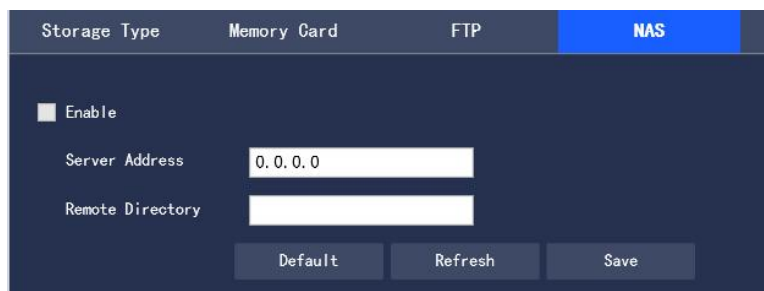 Storage Type Memory Card FTP NAS
Enable
Server Address 0.0.0.0
Remote Directory
Default Refresh Save